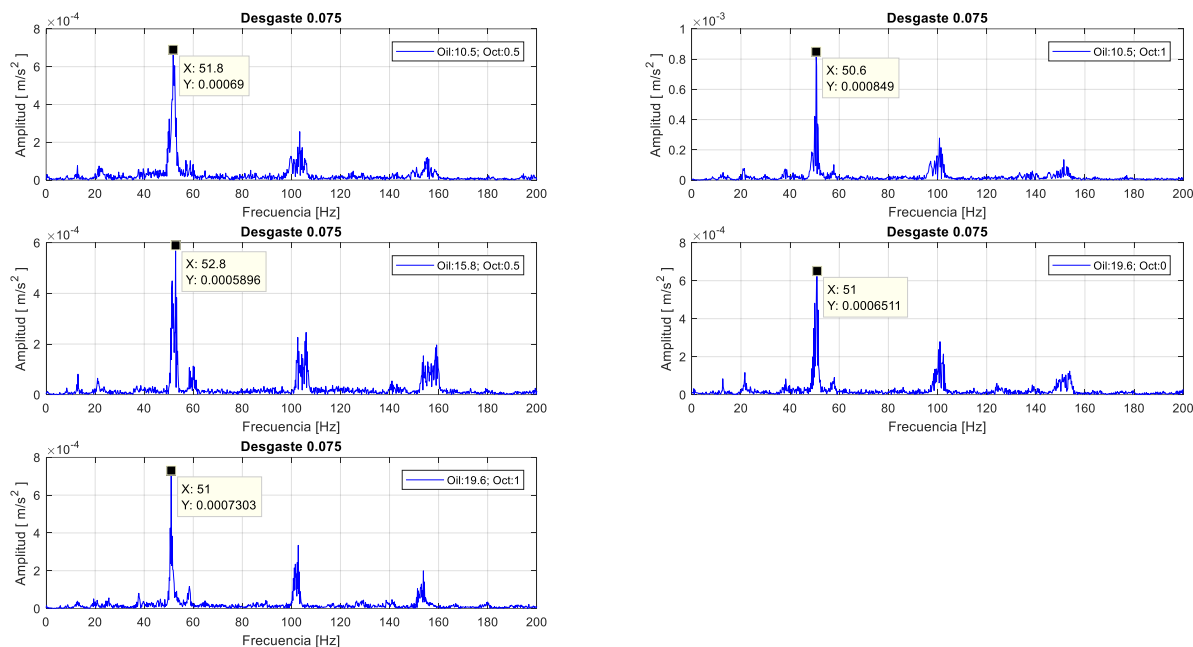 Desgaste 0.075
×10⁻⁴
8
6
4
2
0
Amplitud [ m/s² ]
X: 51.8
Y: 0.00069
Oil:10.5; Oct:0.5
0 20 40 60 80 100 120 140 160 180 200
Frecuencia [Hz]
Desgaste 0.075
×10⁻³
1
0.8
0.6
0.4
0.2
0
Amplitud [ m/s² ]
X: 50.6
Y: 0.000849
Oil:10.5; Oct:1
0 20 40 60 80 100 120 140 160 180 200
Frecuencia [Hz]
Desgaste 0.075
×10⁻⁴
6
4
2
0
Amplitud [ m/s² ]
X: 52.8
Y: 0.0005896
Oil:15.8; Oct:0.5
0 20 40 60 80 100 120 140 160 180 200
Frecuencia [Hz]
Desgaste 0.075
×10⁻⁴
8
6
4
2
0
Amplitud [ m/s² ]
X: 51
Y: 0.0006511
Oil:19.6; Oct:0
0 20 40 60 80 100 120 140 160 180 200
Frecuencia [Hz]
Desgaste 0.075
×10⁻⁴
8
6
4
2
0
Amplitud [ m/s² ]
X: 51
Y: 0.0007303
Oil:19.6; Oct:1
0 20 40 60 80 100 120 140 160 180 200
Frecuencia [Hz]